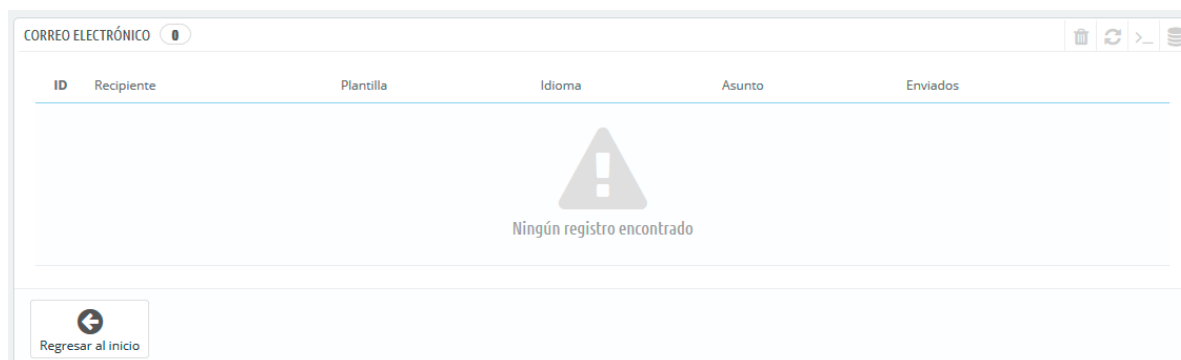 CORREO ELECTRÓNICO 0
ID Recipiente Plantilla Idioma Asunto Enviados
Ningún registro encontrado
Regresar al inicio